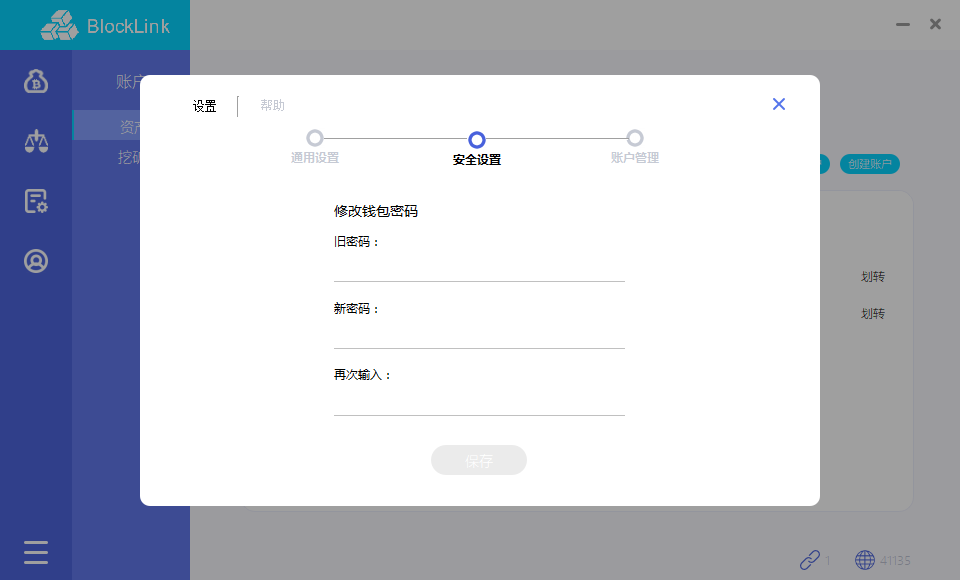 BlockLink
账户
资产
挖矿
创建账户
划转
划转
设置
帮助
通用设置
安全设置
账户管理
修改钱包密码
旧密码：
新密码：
再次输入：
保存
1
41135